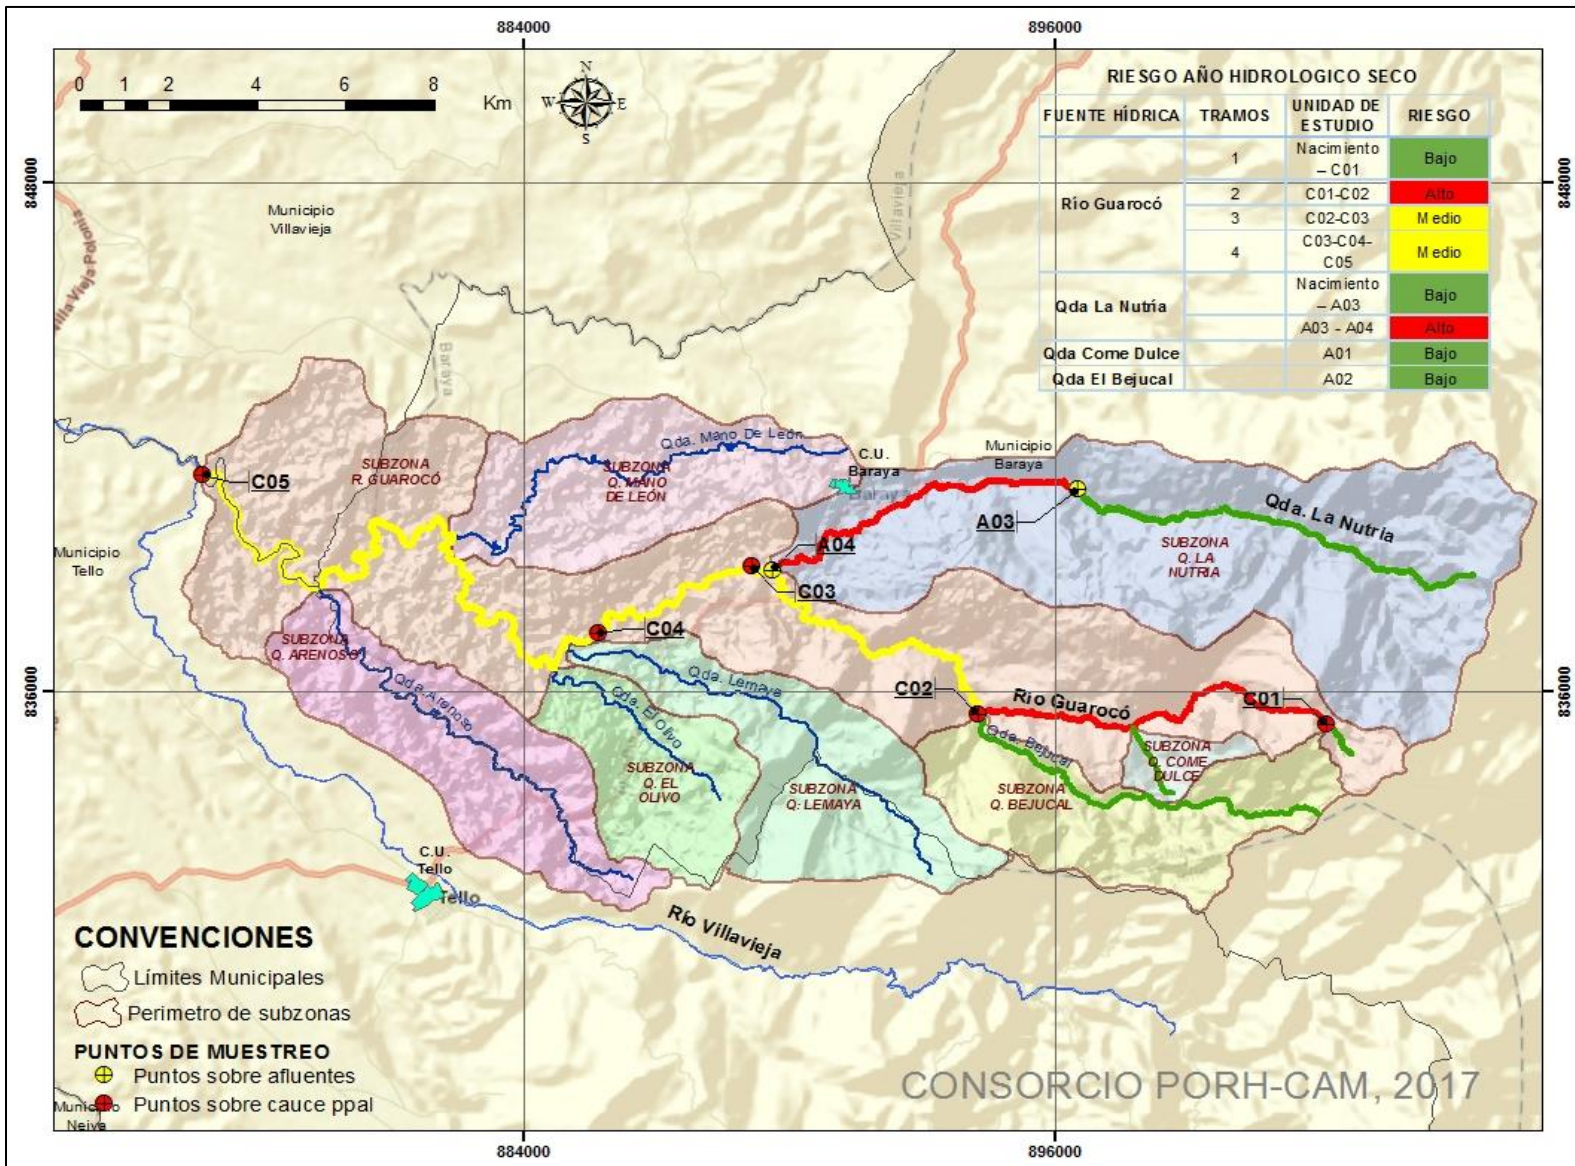 884000
896000
0 1 2 4 6 8
Km
N
W E
S
RIESGO AÑO HIDROLOGICO SECO
FUENTE HÍDRICA TRAMOS UNIDAD DE ESTUDIO RIESGO
Río Guarocó
1 Nacimiento – C01 Bajo
2 C01-C02 Alto
3 C02-C03 Medio
4 C03-C04-C05 Medio
Qda La Nutria
Nacimiento – A03 Bajo
A03 - A04 Alto
Qda Come Dulce A01 Bajo
Qda El Bejucal A02 Bajo
848000
848000
Municipio
Villavieja
Villavieja
Villa Vieja Polonia
Baraya
Qda. Mano De León
C.U.
Baraya
Baraya
Municipio
Baraya
SUBZONA
R. GUAROCÓ
SUBZONA
Q. MANO
DE LEÓN
C05
A03
Qda. La Nutria
SUBZONA
Q. LA
NUTRIA
Municipio
Tello
A04
C03
C04
SUBZONA
Q. ARENOSO
Qda. Arenoso
Qda. Lemaya
Qda. El Olivo
C02
Río Guarocó
C01
836000
836000
Qda. Bejucal
SUBZONA
Q. COME
DULCE
SUBZONA
Q. EL
OLIVO
SUBZONA
Q: LEMAYA
SUBZONA
Q. BEJUCAL
C.U.
Tello
Tello
Río Villavieja
CONVENCIONES
Límites Municipales
Perimetro de subzonas
PUNTOS DE MUESTREO
Puntos sobre afluentes
Puntos sobre cauce ppal
Municipio
Neiva
CONSORCIO PORH-CAM, 2017
884000
896000